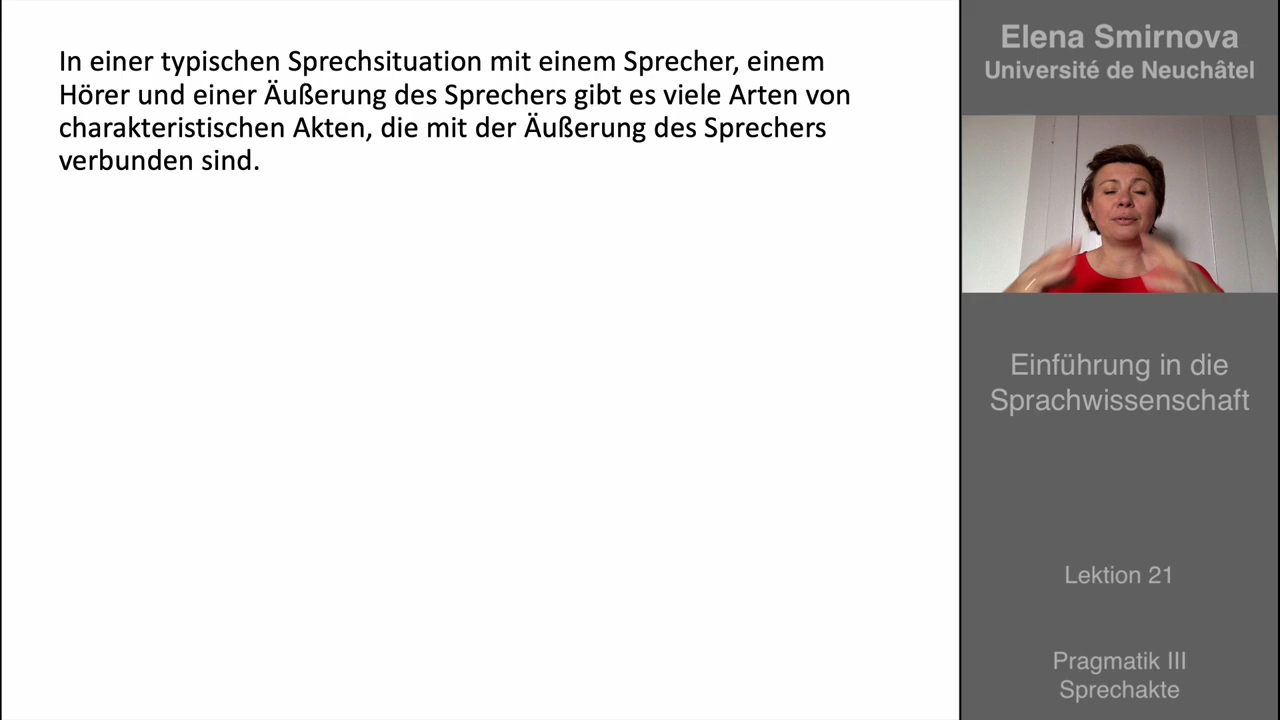 In einer typischen Sprechsituation mit einem Sprecher, einem
Hörer und einer Äußerung des Sprechers gibt es viele Arten von
charakteristischen Akten, die mit der Äußerung des Sprechers
verbunden sind.
Elena Smirnova
Université de Neuchâtel
Einführung in die
Sprachwissenschaft
Lektion 21
Pragmatik III
Sprechakte